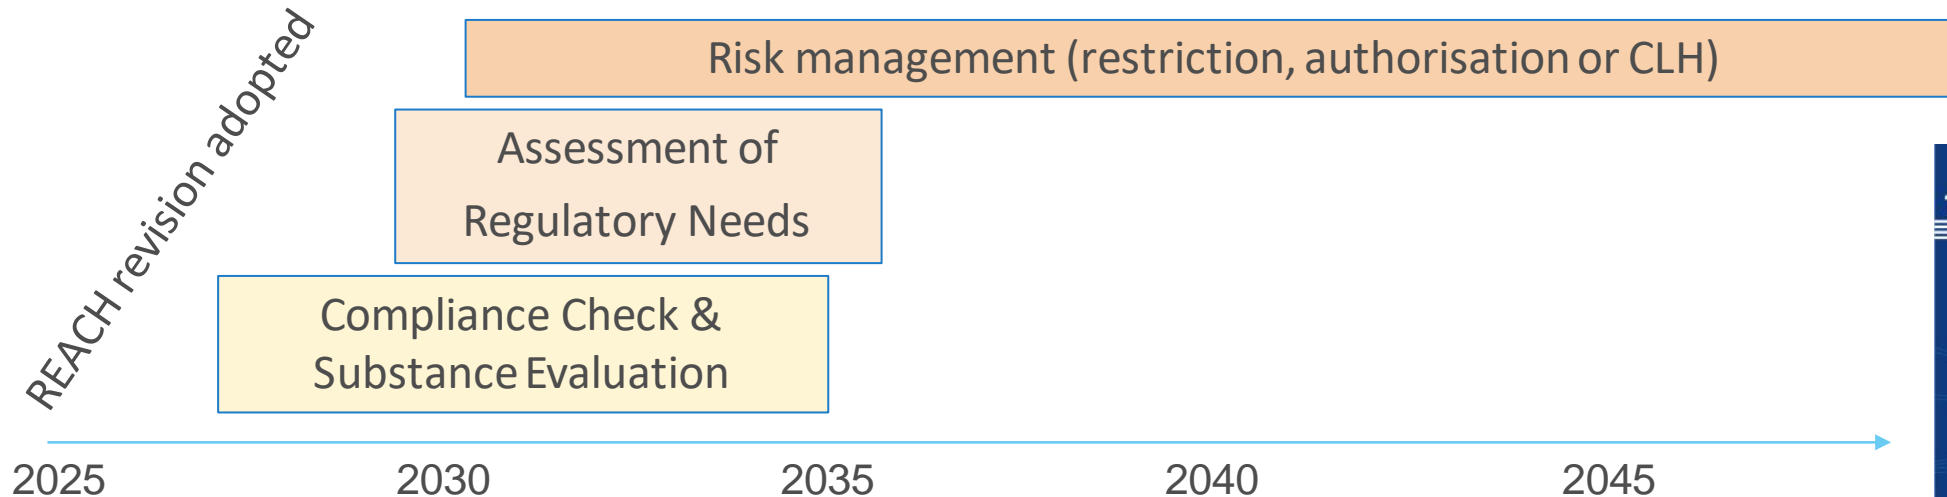 REACH revision adopted
Risk management (restriction, authorisation or CLH)
Assessment of
Regulatory Needs
Compliance Check &
Substance Evaluation
2025
2030
2035
2040
2045